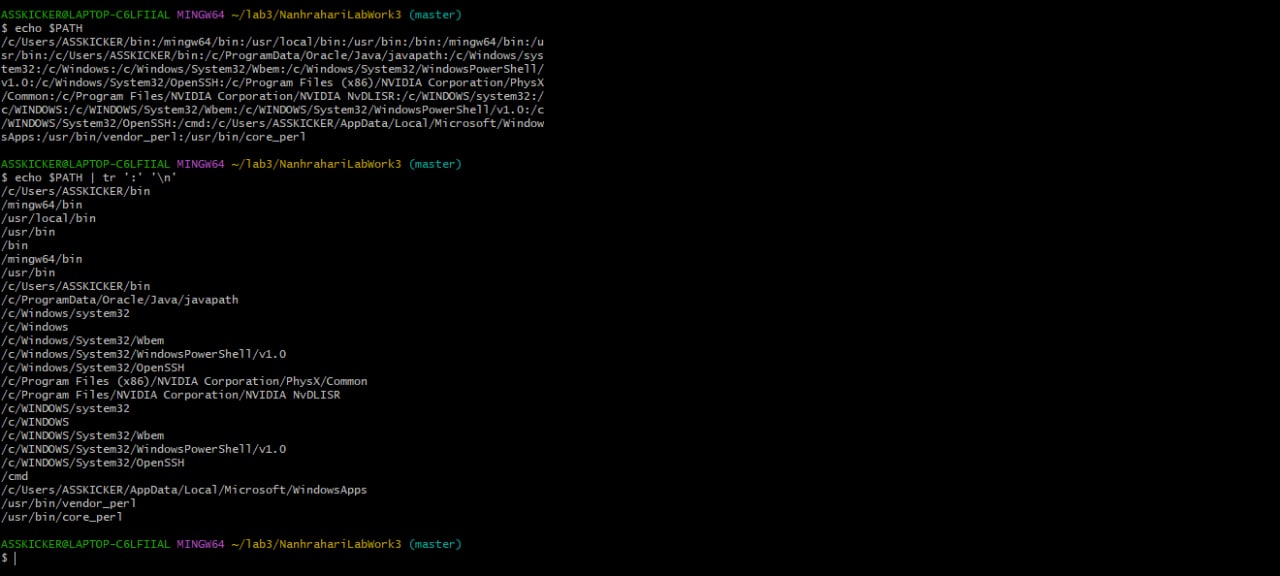 ASSKICKER@LAPTOP-C6LFIIAL MINGW64 ~/lab3/NanhrahariLabWork3 (master)
$ echo $PATH
/c/Users/ASSKICKER/bin:/mingw64/bin:/usr/local/bin:/usr/bin:/bin:/mingw64/bin:/u
sr/bin:/c/Users/ASSKICKER/bin:/c/ProgramData/Oracle/Java/javapath:/c/Windows/sys
tem32:/c/Windows:/c/Windows/System32/Wbem:/c/Windows/System32/WindowsPowerShell/
v1.0:/c/Windows/System32/OpenSSH:/c/Program Files (x86)/NVIDIA Corporation/PhysX
/Common:/c/Program Files/NVIDIA Corporation/NVIDIA NvDLISR:/c/WINDOWS/system32:/
c/WINDOWS:/c/WINDOWS/System32/Wbem:/c/WINDOWS/System32/WindowsPowerShell/v1.0:/c
/WINDOWS/System32/OpenSSH:/cmd:/c/Users/ASSKICKER/AppData/Local/Microsoft/Window
sApps:/usr/bin/vendor_perl:/usr/bin/core_perl
ASSKICKER@LAPTOP-C6LFIIAL MINGW64 ~/lab3/NanhrahariLabWork3 (master)
$ echo $PATH | tr ':' '\n'
/c/Users/ASSKICKER/bin
/mingw64/bin
/usr/local/bin
/usr/bin
/bin
/mingw64/bin
/usr/bin
/c/Users/ASSKICKER/bin
/c/ProgramData/Oracle/Java/javapath
/c/Windows/system32
/c/Windows
/c/Windows/System32/Wbem
/c/Windows/System32/WindowsPowerShell/v1.0
/c/Windows/System32/OpenSSH
/c/Program Files (x86)/NVIDIA Corporation/PhysX/Common
/c/Program Files/NVIDIA Corporation/NVIDIA NvDLISR
/c/WINDOWS/system32
/c/WINDOWS
/c/WINDOWS/System32/Wbem
/c/WINDOWS/System32/WindowsPowerShell/v1.0
/c/WINDOWS/System32/OpenSSH
/cmd
/c/Users/ASSKICKER/AppData/Local/Microsoft/WindowsApps
/usr/bin/vendor_perl
/usr/bin/core_perl
ASSKICKER@LAPTOP-C6LFIIAL MINGW64 ~/lab3/NanhrahariLabWork3 (master)
$